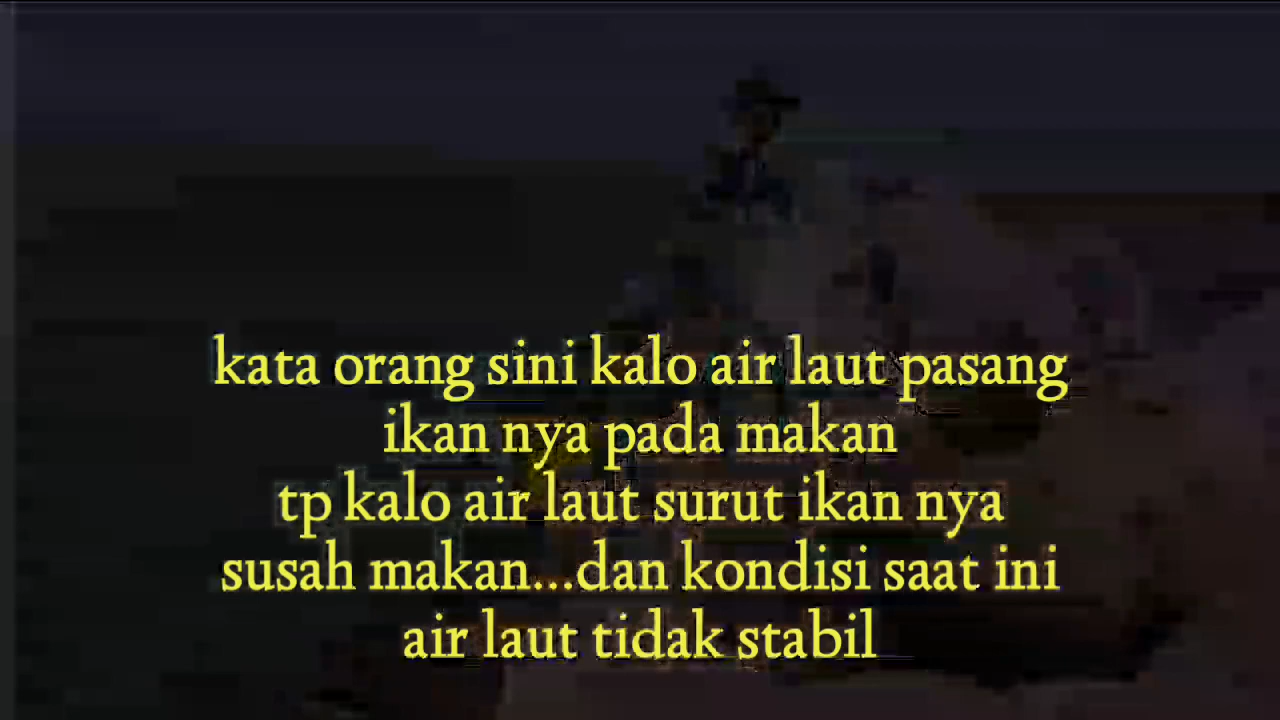 kata orang sini kalo air laut pasang
ikan nya pada makan
tp kalo air laut surut ikan nya
susah makan...dan kondisi saat ini
air laut tidak stabil